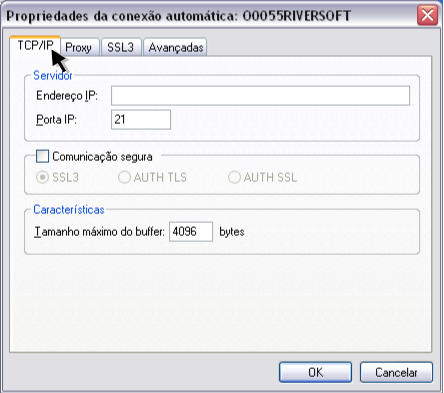 Propriedades da conexão automática: O0055RIVERSOFT
TCP/IP Proxy SSL3 Avançadas
Servidor
Endereço IP:
Porta IP: 21
Comunicação segura
SSL3 AUTH TLS AUTH SSL
Características
Tamanho máximo do buffer: 4096 bytes
OK Cancelar